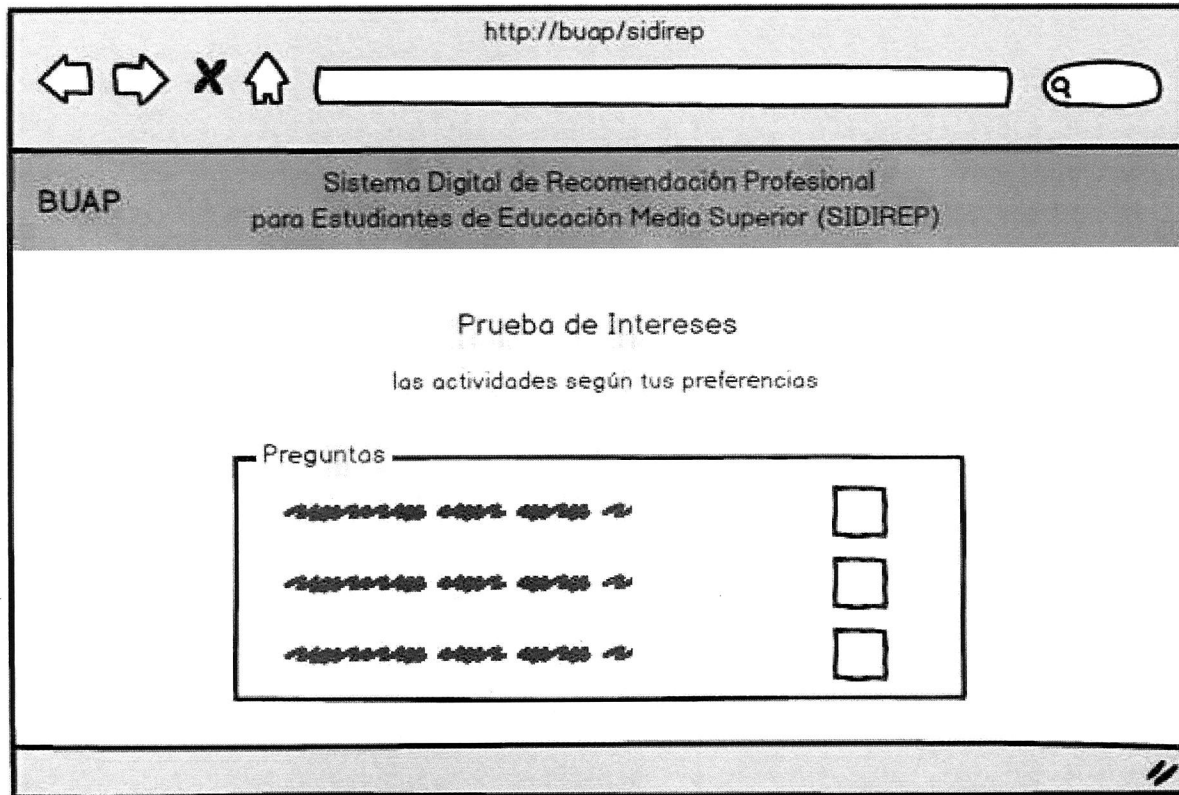 http://buap/sidirep
BUAP
Sistema Digital de Recomendación Profesional
para Estudiantes de Educación Media Superior (SIDIREP)
Prueba de Intereses
las actividades según tus preferencias
Preguntas